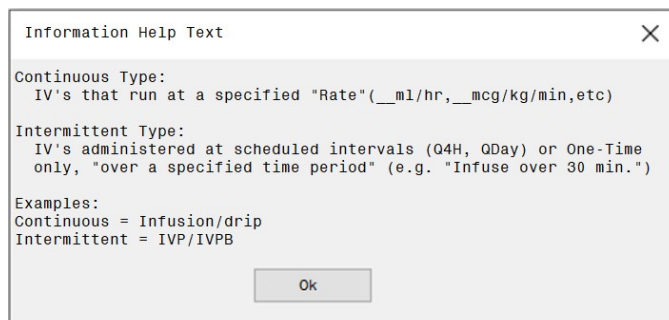 Information Help Text
Continuous Type:
IV's that run at a specified "Rate"(__ml/hr,__mcg/kg/min,etc)
Intermittent Type:
IV's administered at scheduled intervals (Q4H, QDay) or One-Time
only, "over a specified time period" (e.g. "Infuse over 30 min.")
Examples:
Continuous = Infusion/drip
Intermittent = IVP/IVPB
Ok